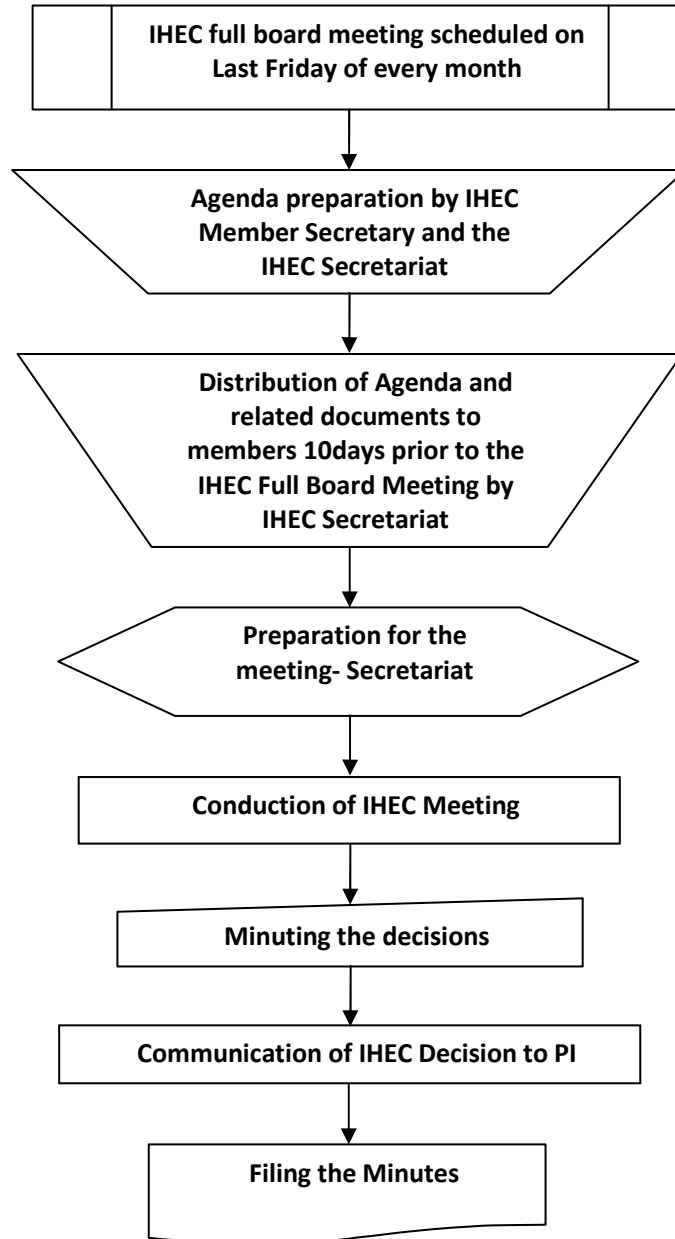 IHEC full board meeting scheduled on
Last Friday of every month
Agenda preparation by IHEC
Member Secretary and the
IHEC Secretariat
Distribution of Agenda and
related documents to
members 10days prior to the
IHEC Full Board Meeting by
IHEC Secretariat
Preparation for the
meeting- Secretariat
Conduction of IHEC Meeting
Minuting the decisions
Communication of IHEC Decision to PI
Filing the Minutes